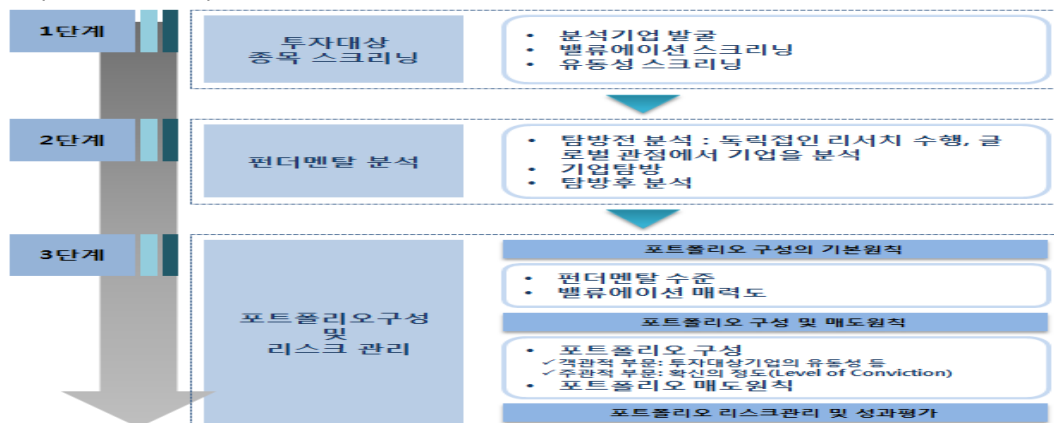 1단계
투자대상
종목 스크리닝
• 분석기업 발굴
• 밸류에이션 스크리닝
• 유동성 스크리닝
2단계
펀더멘탈 분석
• 탐방전 분석 : 독립접인 리서치 수행, 글
로벌 관점에서 기업을 분석
• 기업탐방
• 탐방후 분석
3단계
포트폴리오구성
및
리스크 관리
포트폴리오 구성의 기본원칙
• 펀더멘탈 수준
• 밸류에이션 매력도
포트폴리오 구성 및 매도원칙
• 포트폴리오 구성
✓객관적 부문: 투자대상기업의 유동성 등
✓주관적 부문: 확신의 정도(Level of Conviction)
• 포트폴리오 매도원칙
포트폴리오 리스크관리 및 성과평가